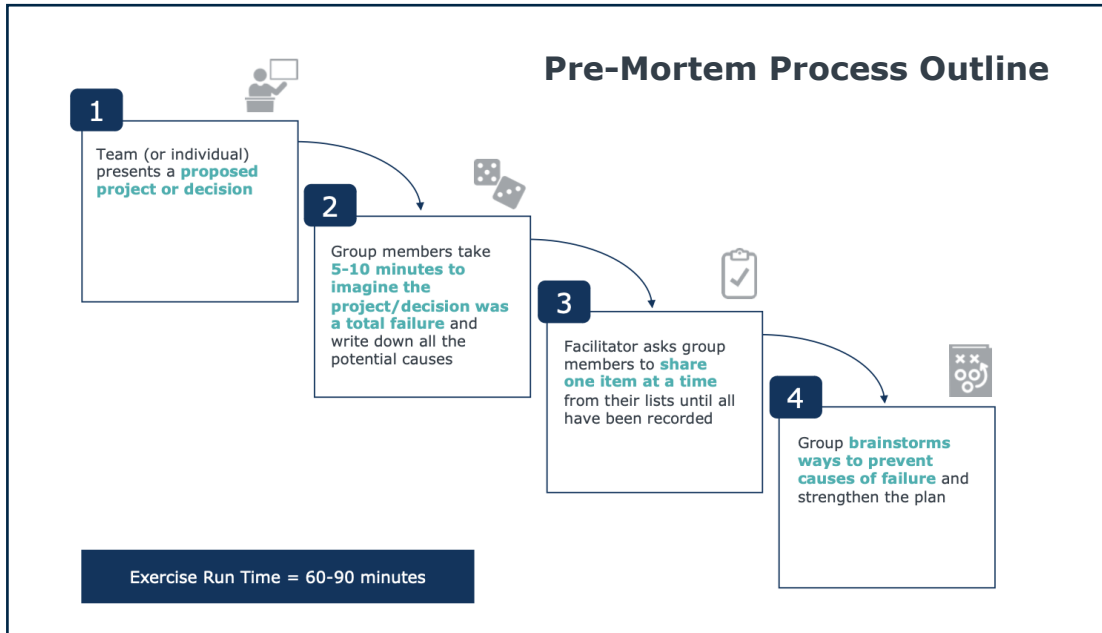 Pre-Mortem Process Outline
1
Team (or individual)
presents a proposed
project or decision
2
Group members take
5-10 minutes to
imagine the
project/decision was
a total failure and
write down all the
potential causes
3
Facilitator asks group
members to share
one item at a time
from their lists until all
have been recorded
4
Group brainstorms
ways to prevent
causes of failure and
strengthen the plan
Exercise Run Time = 60-90 minutes